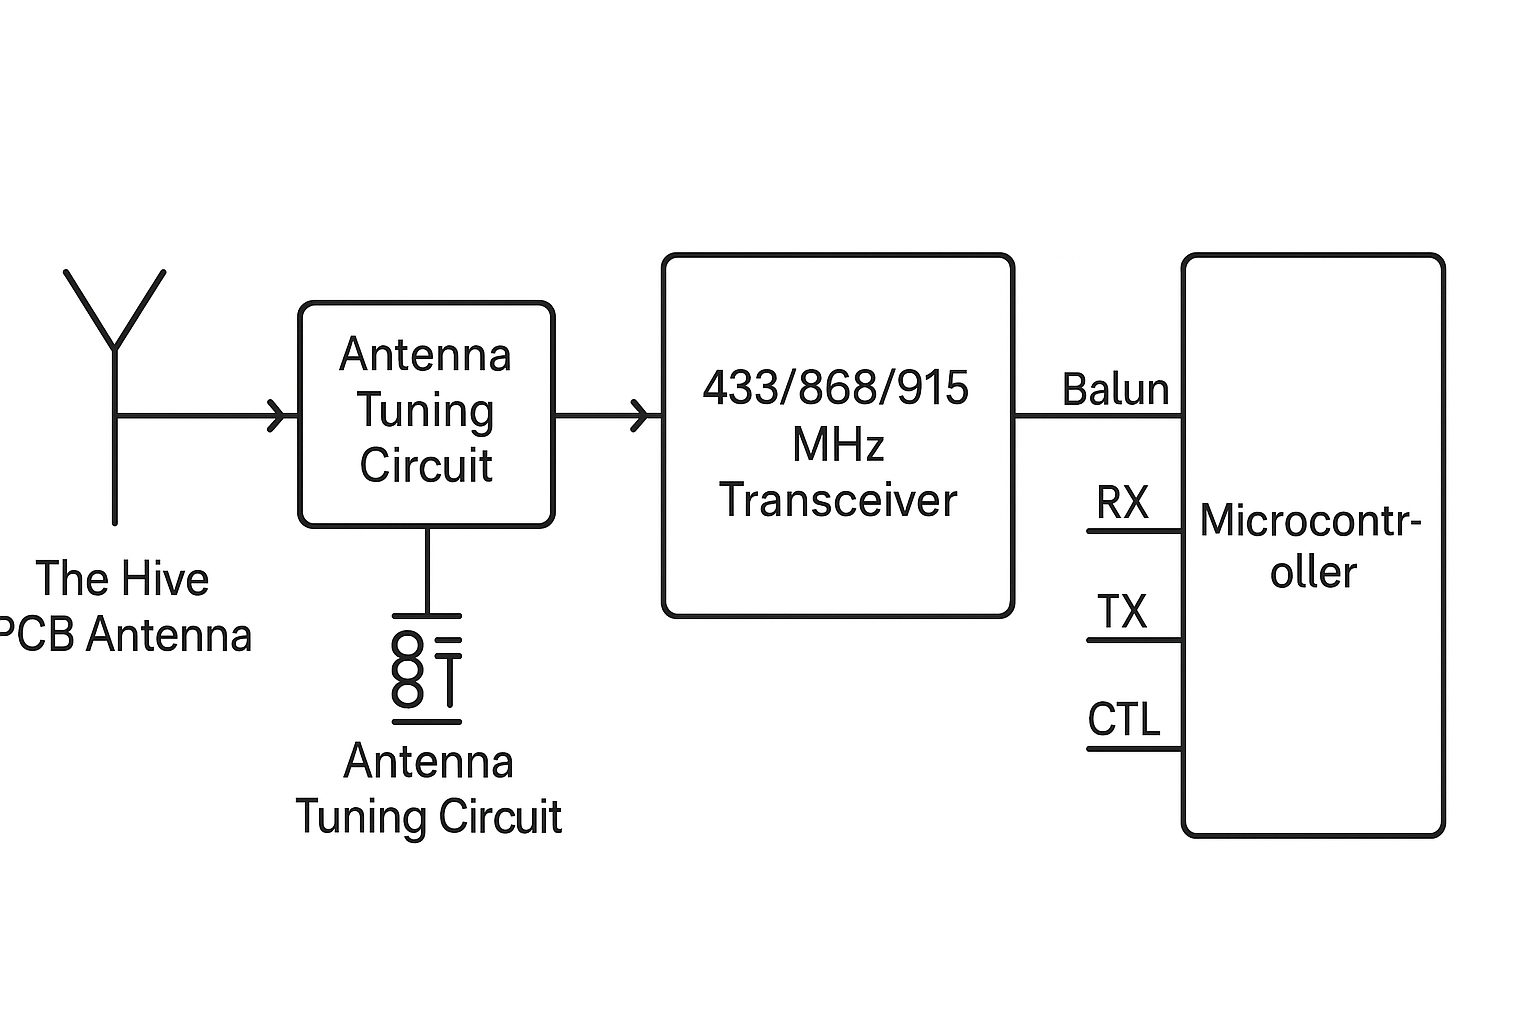 Antenna
Tuning
Circuit
433/868/915
MHz
Transceiver
Balun
RX
TX
CTL
Microcontr-
oller
The Hive
PCB Antenna
Antenna
Tuning Circuit